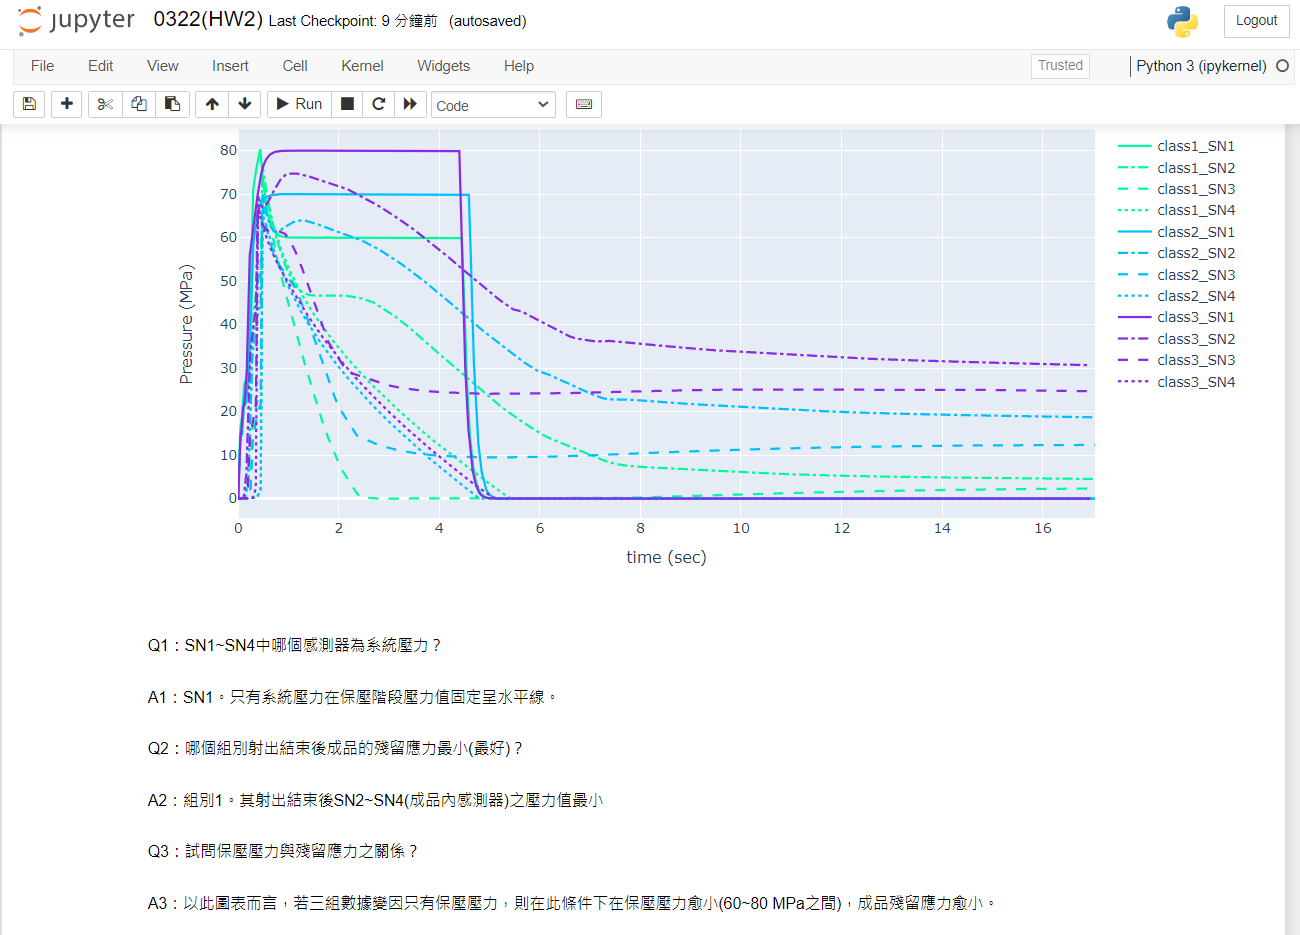 jupyter 0322(HW2) Last Checkpoint: 9 分鐘前 (autosaved)
Logout
File Edit View Insert Cell Kernel Widgets Help
Trusted
Python 3 (ipykernel)
Run
Code
80
70
60
50
40
30
20
10
0
Pressure (MPa)
0 2 4 6 8 10 12 14 16
time (sec)
class1_SN1
class1_SN2
class1_SN3
class1_SN4
class2_SN1
class2_SN2
class2_SN3
class2_SN4
class3_SN1
class3_SN2
class3_SN3
class3_SN4
Q1：SN1~SN4中哪個感測器為系統壓力？
A1：SN1。只有系統壓力在保壓階段壓力值固定呈水平線。
Q2：哪個組別射出結束後成品的殘留應力最小(最好)？
A2：組別1。其射出結束後SN2~SN4(成品內感測器)之壓力值最小
Q3：試問保壓壓力與殘留應力之關係？
A3：以此圖表而言，若三組數據變因只有保壓壓力，則在此條件下在保壓壓力愈小(60~80 MPa之間)，成品殘留應力愈小。